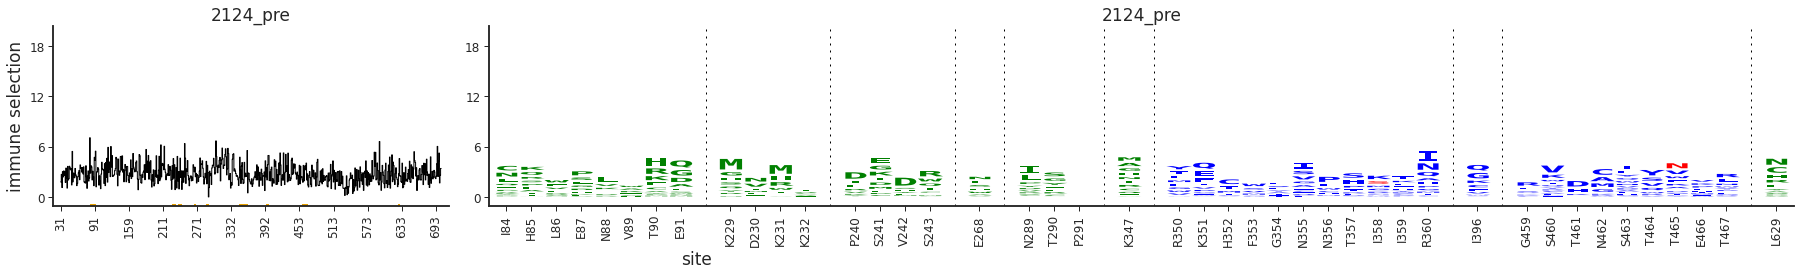 2124_pre
2124_pre
immune selection
18
12
6
0
31
91
159
211
271
332
392
453
513
573
633
693
18
12
6
0
I84
H85
L86
E87
N88
V89
T90
E91
K229
D230
K231
K232
P240
S241
V242
S243
E268
N289
T290
P291
K347
R350
K351
H352
F353
G354
N355
N356
T357
I358
I359
R360
I396
G459
S460
T461
N462
S463
T464
T465
E466
T467
L629
site